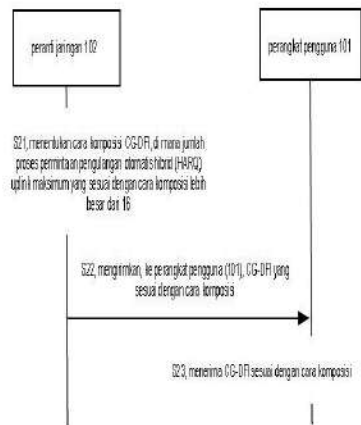 peranti jaringan 102
perangkat pengguna 101
S21, menentukan cara komposisi CG-DFI, di mana jumlah
proses permintaan pengulangan otomatis hibrid (HARQ)
uplink maksimum yang sesuai dengan cara komposisi lebih
besar dari 16
S22, mengirimkan, ke perangkat pengguna (101), CG-DFI yang
sesuai dengan cara komposisi
S23, menerima CG-DFI sesuai dengan cara komposisi